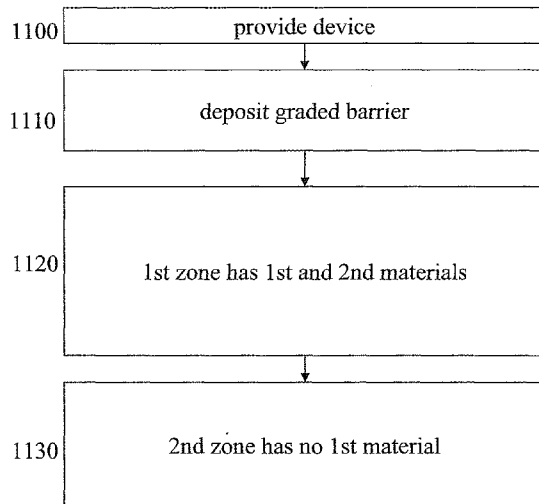 1100
provide device
1110
deposit graded barrier
1120
1st zone has 1st and 2nd materials
1130
2nd zone has no 1st material